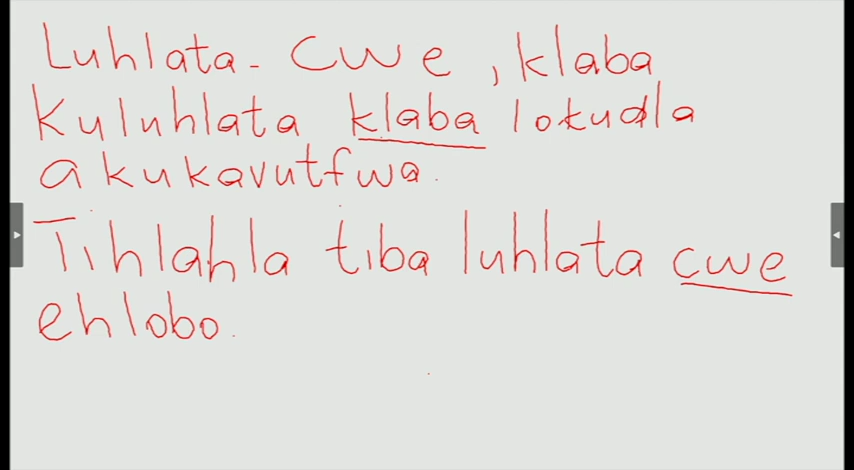 Luhlata - cwe, klaba
Kuluhlata klaba lokudla
akukavutfwa.
Tihlahla tiba luhlata cwe
ehlobo.